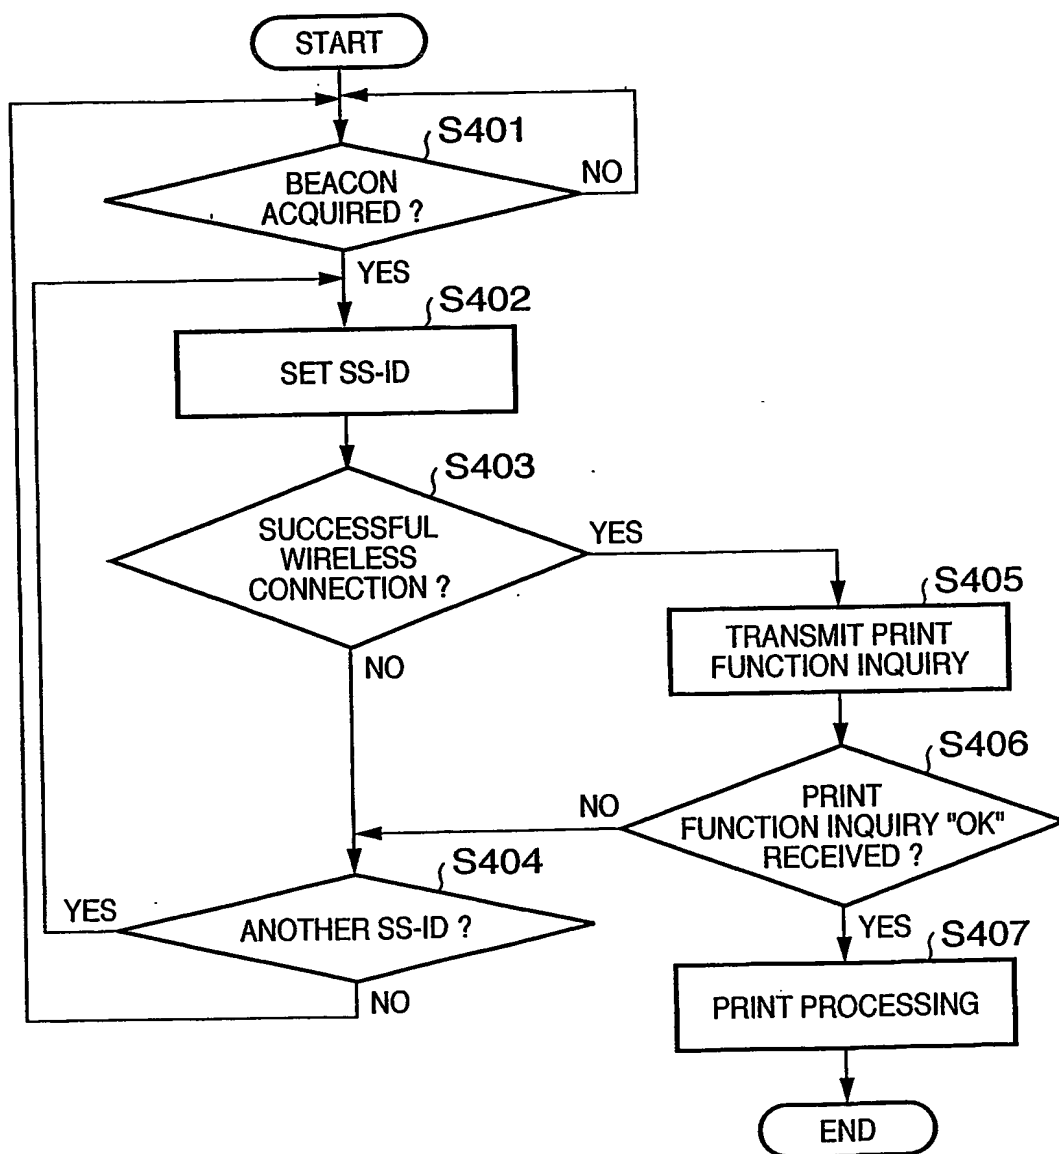 START
S401
BEACON
ACQUIRED ?
NO
YES
S402
SET SS-ID
S403
SUCCESSFUL
WIRELESS
CONNECTION ?
YES
NO
S405
TRANSMIT PRINT
FUNCTION INQUIRY
S406
PRINT
FUNCTION INQUIRY "OK"
RECEIVED ?
NO
YES
S404
ANOTHER SS-ID ?
YES
NO
S407
PRINT PROCESSING
END